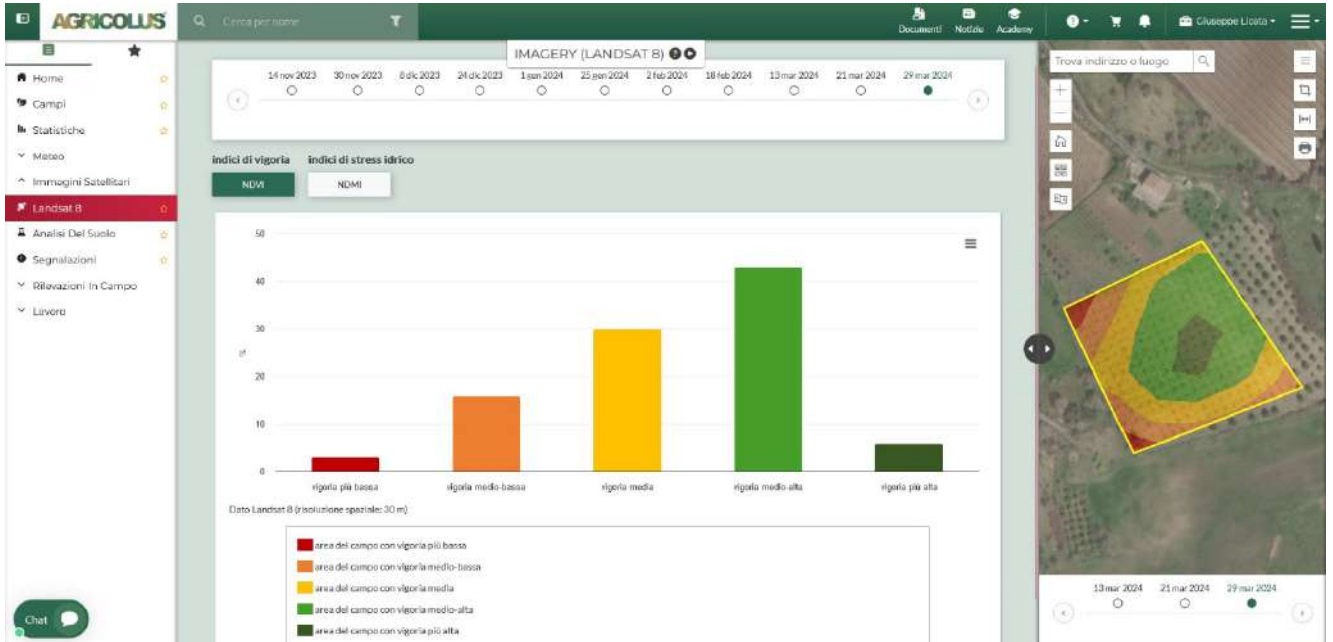 AGRICOLUS
Cerca per nome
Documenti
Notizie
Academy
Giuseppe Licata
Home
Campi
Statistiche
Meteo
Immagini Satellitari
Landsat 8
Analisi Del Suolo
Segnalazioni
Rilevazioni In Campo
Lavoro
Chat
IMAGERY (LANDSAT 8)
14 nov 2023 30 nov 2023 8 dic 2023 24 dic 2023 1 gen 2024 25 gen 2024 2 feb 2024 18 feb 2024 13 mar 2024 21 mar 2024 29 mar 2024
indici di vigoria indici di stress idrico
NDVI NDMI
50
40
30
%
20
10
0
vigoria più bassa vigoria medio-bassa vigoria media vigoria medio-alta vigoria più alta
Dato Landsat 8 (risoluzione spaziale: 30 m)
area del campo con vigoria più bassa
area del campo con vigoria medio-bassa
area del campo con vigoria media
area del campo con vigoria medio-alta
area del campo con vigoria più alta
Trova indirizzo o luogo
13 mar 2024 21 mar 2024 29 mar 2024